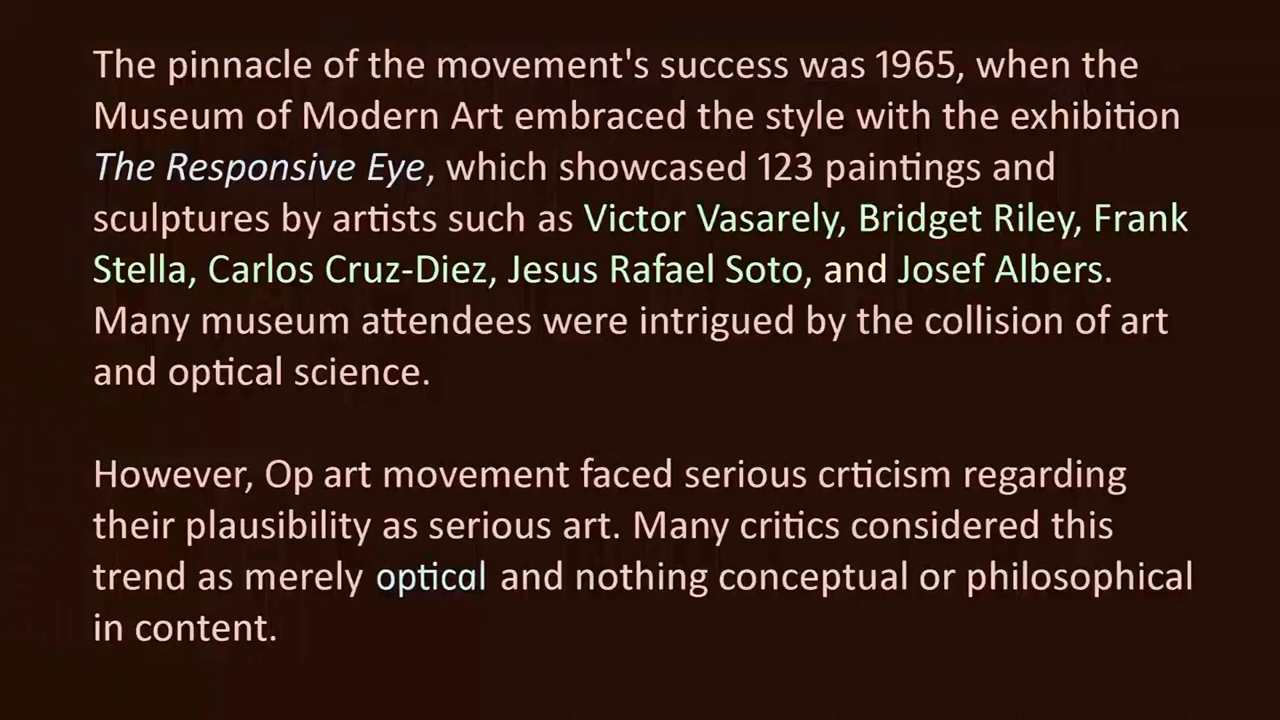 The pinnacle of the movement's success was 1965, when the
Museum of Modern Art embraced the style with the exhibition
The Responsive Eye, which showcased 123 paintings and
sculptures by artists such as Victor Vasarely, Bridget Riley, Frank
Stella, Carlos Cruz-Diez, Jesus Rafael Soto, and Josef Albers.
Many museum attendees were intrigued by the collision of art
and optical science.
However, Op art movement faced serious crticism regarding
their plausibility as serious art. Many critics considered this
trend as merely optical and nothing conceptual or philosophical
in content.